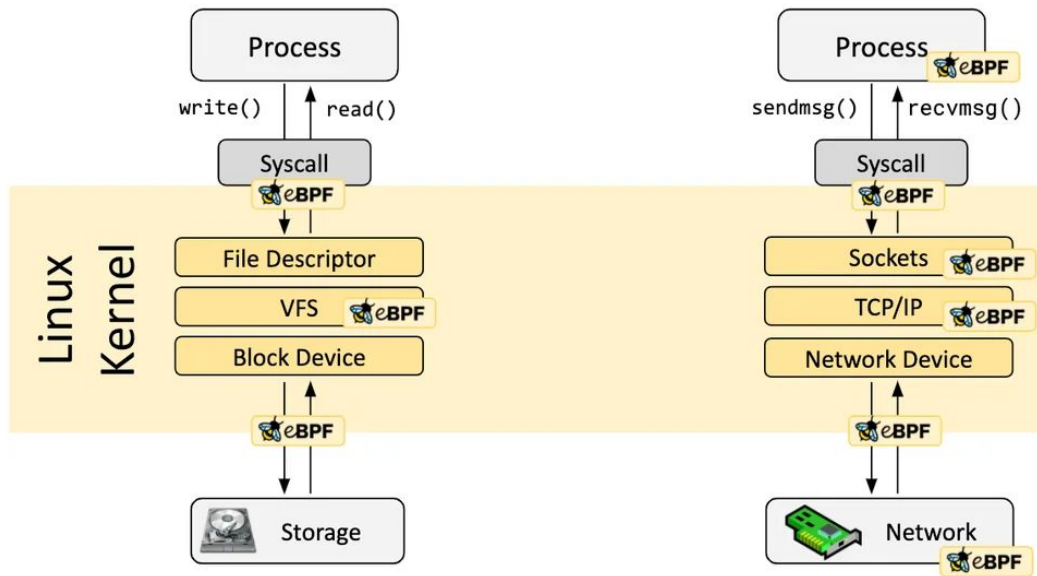 Process
write()
read()
Syscall
eBPF
File Descriptor
VFS
eBPF
Block Device
eBPF
Storage
Linux
Kernel
Process
eBPF
sendmsg()
recvmsg()
Syscall
eBPF
Sockets
eBPF
TCP/IP
eBPF
Network Device
eBPF
Network
eBPF